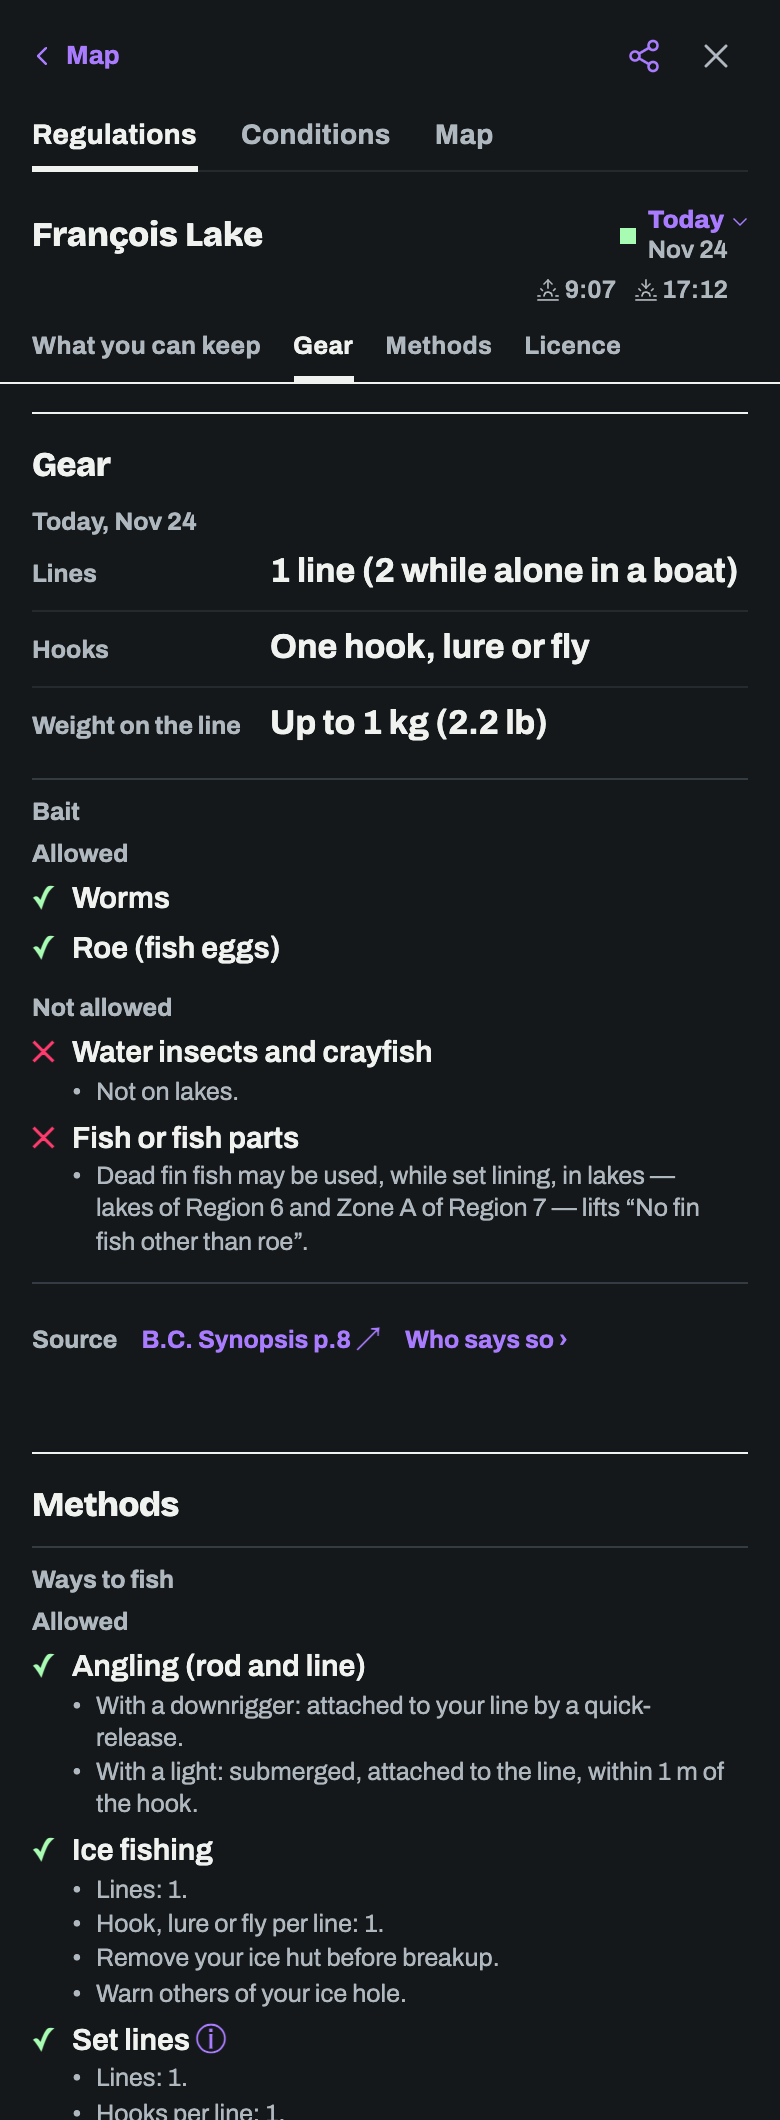 Map
Regulations Conditions Map
François Lake
Today
Nov 24
9:07 17:12
What you can keep Gear Methods Licence
Gear
Today, Nov 24
Lines 1 line (2 while alone in a boat)
Hooks One hook, lure or fly
Weight on the line Up to 1 kg (2.2 lb)
Bait
Allowed
✓ Worms
✓ Roe (fish eggs)
Not allowed
✕ Water insects and crayfish
• Not on lakes.
✕ Fish or fish parts
• Dead fin fish may be used, while set lining, in lakes —
lakes of Region 6 and Zone A of Region 7 — lifts “No fin
fish other than roe”.
Source B.C. Synopsis p.8 ↗ Who says so ›
Methods
Ways to fish
Allowed
✓ Angling (rod and line)
• With a downrigger: attached to your line by a quick-
release.
• With a light: submerged, attached to the line, within 1 m of
the hook.
✓ Ice fishing
• Lines: 1.
• Hook, lure or fly per line: 1.
• Remove your ice hut before breakup.
• Warn others of your ice hole.
✓ Set lines ⓘ
• Lines: 1.
• Hooks per line: 1.